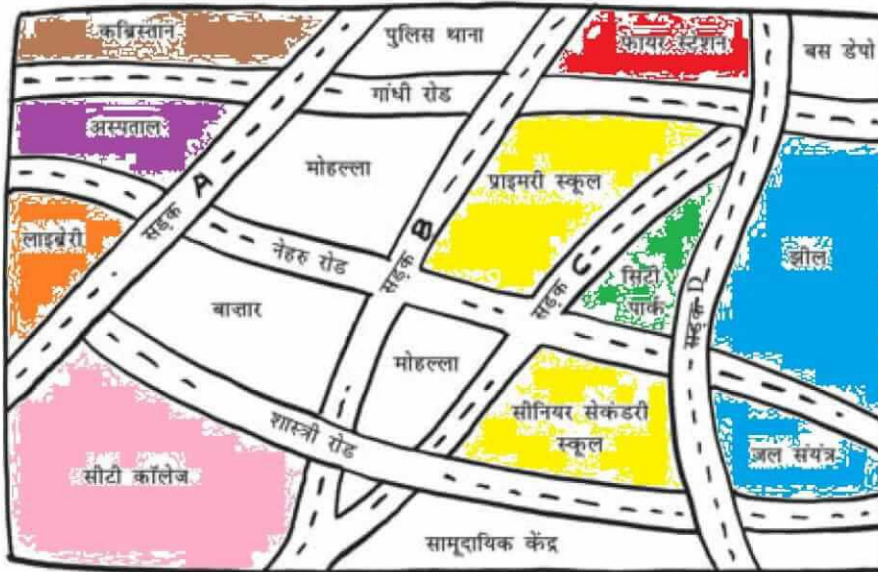 कब्रिस्तान
पुलिस थाना
फायर स्टेशन
बस डेपो
गांधी रोड
अस्पताल
मोहल्ला
प्राइमरी स्कूल
सड़क A
लाइब्रेरी
नेहरु रोड
सड़क B
सड़क C
सिटी
पार्क
सड़क D
झील
बाजार
मोहल्ला
सीनियर सेकंडरी
स्कूल
शास्त्री रोड
जल संयंत्र
सीटी कॉलेज
सामूदायिक केंद्र